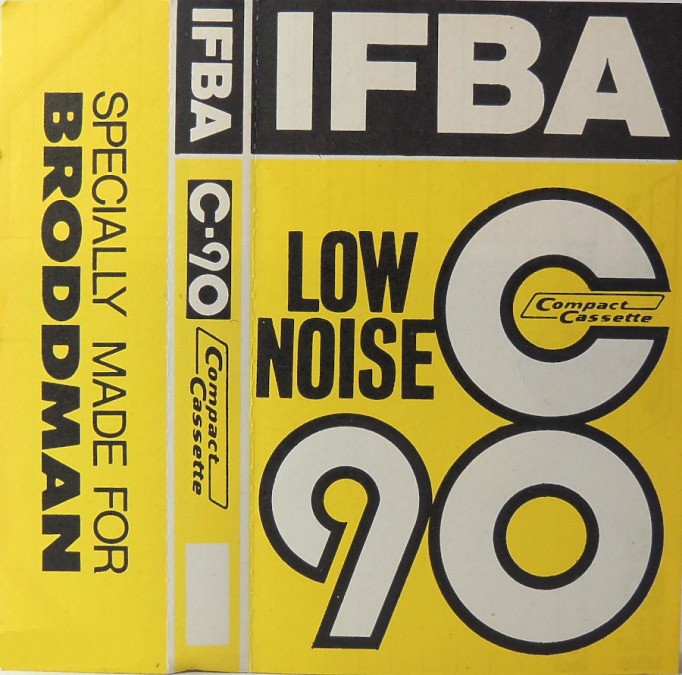 SPECIALLY MADE FOR
BRODDMAN
IFBA
C-90
Compact
Cassette
IFBA
LOW
NOISE
C
Compact
Cassette
90